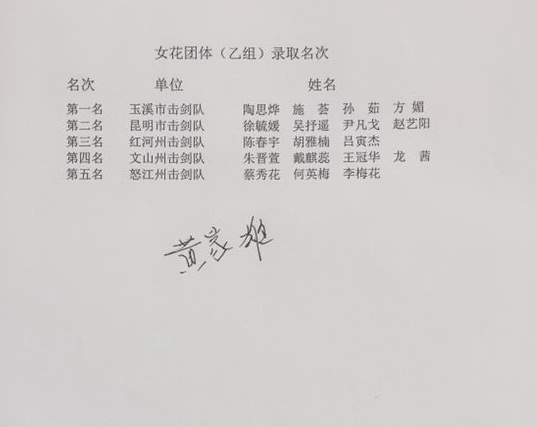 女花团体（乙组）录取名次
名次 单位 姓名
第一名 玉溪市击剑队 陶思烨 施荟 孙茹 方媚
第二名 昆明市击剑队 徐毓媛 吴抒遥 尹凡戈 赵艺阳
第三名 红河州击剑队 陈春宇 胡雅楠 吕寅杰
第四名 文山州击剑队 朱晋萱 戴麒蕊 王冠华 龙茜
第五名 怒江州击剑队 蔡秀花 何英梅 李梅花